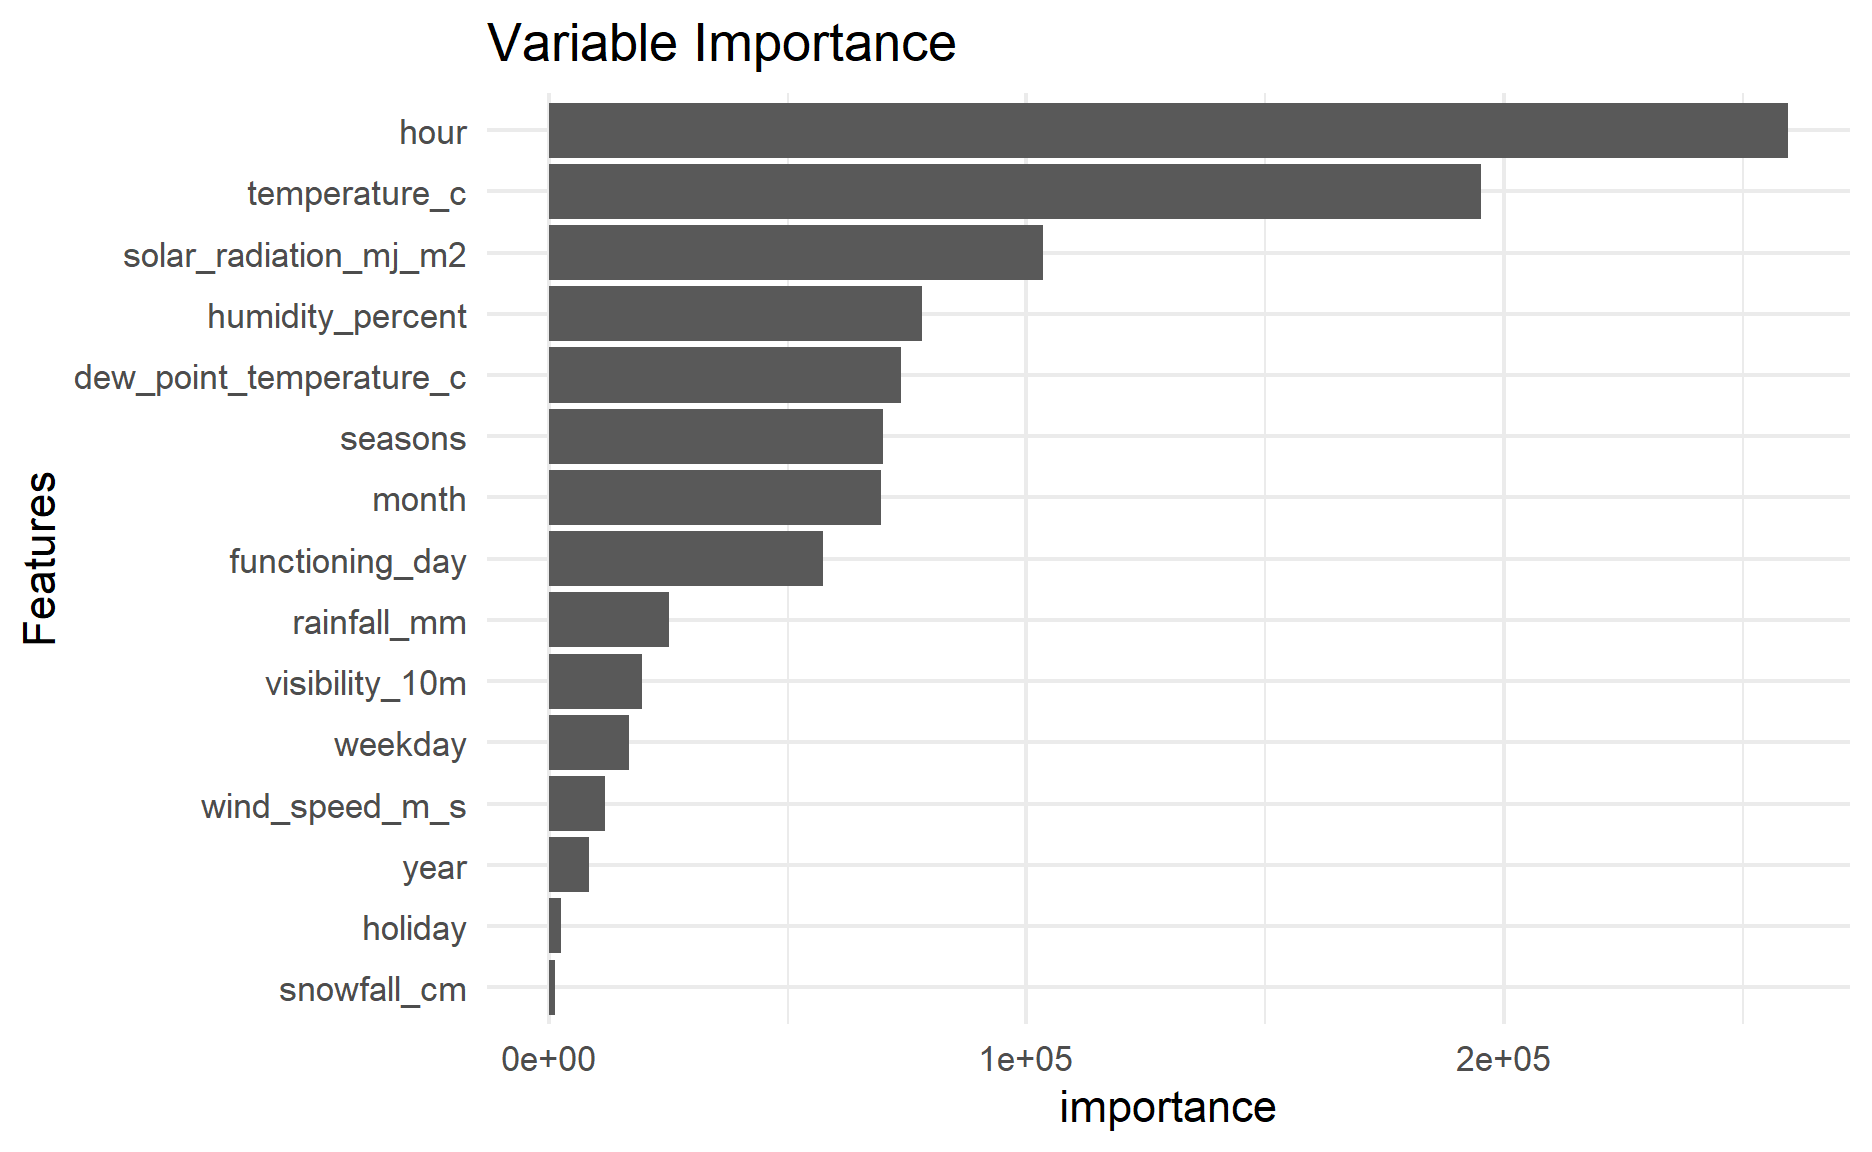 Variable Importance
hour
temperature_c
solar_radiation_mj_m2
humidity_percent
dew_point_temperature_c
seasons
month
functioning_day
rainfall_mm
visibility_10m
weekday
wind_speed_m_s
year
holiday
snowfall_cm
Features
0e+00 1e+05 2e+05
importance